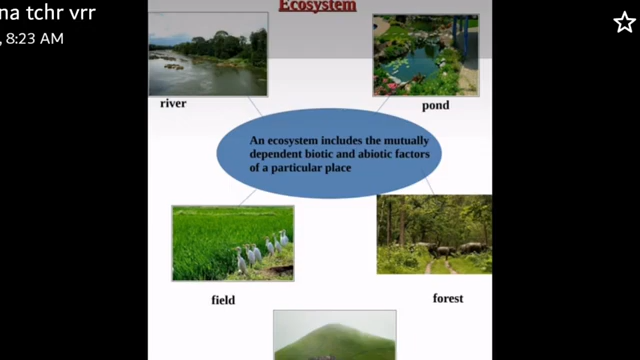 na tchr vrr
, 8:23 AM
Ecosystem
river
pond
An ecosystem includes the mutually
dependent biotic and abiotic factors
of a particular place
field
forest